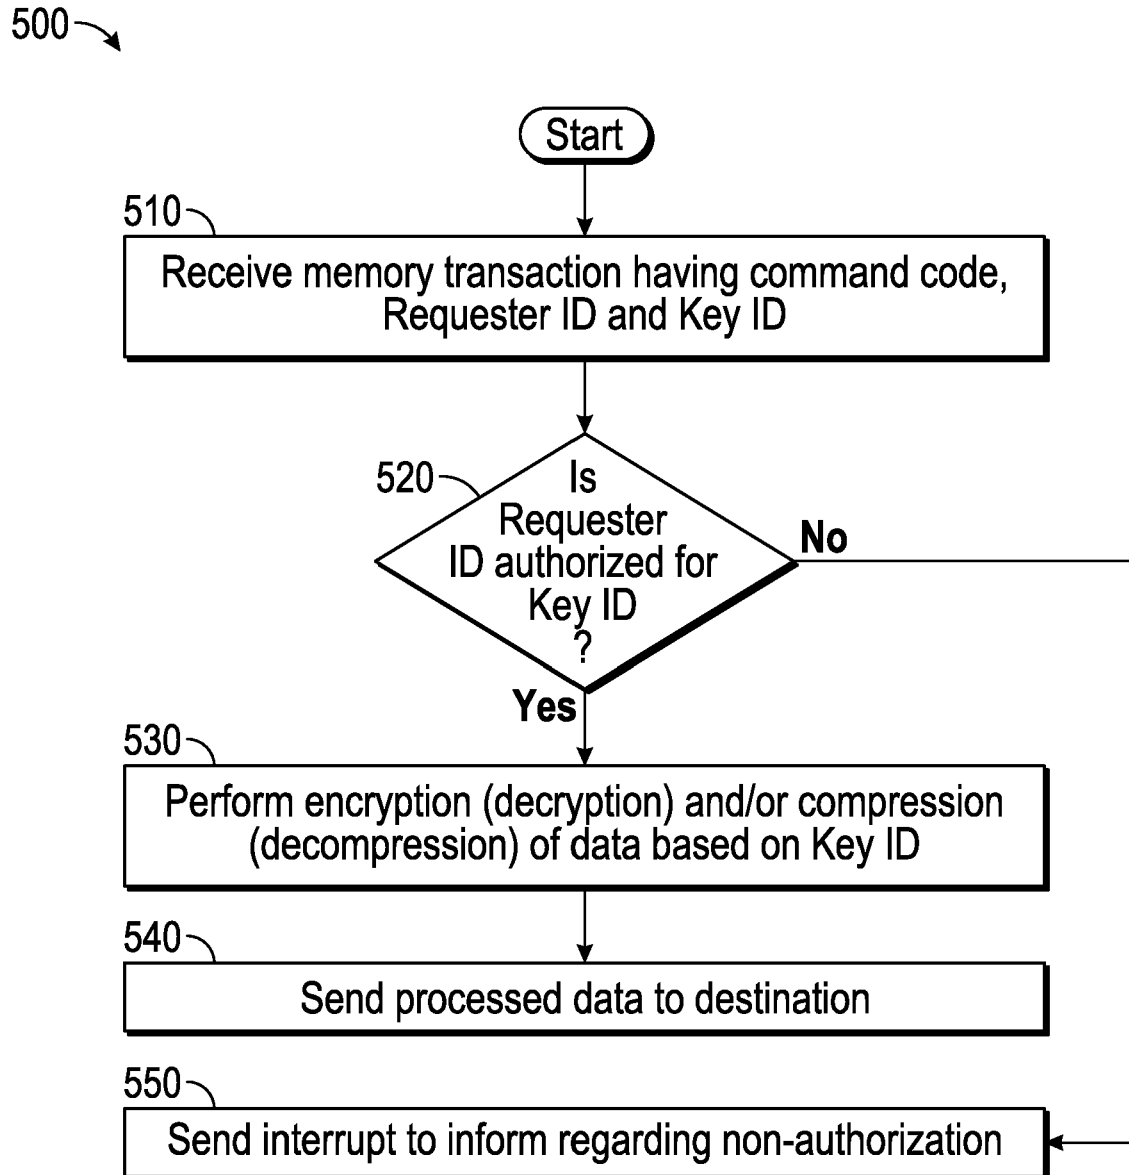 500
Start
510
Receive memory transaction having command code,
Requester ID and Key ID
520
Is
Requester
ID authorized for
Key ID
?
No
Yes
530
Perform encryption (decryption) and/or compression
(decompression) of data based on Key ID
540
Send processed data to destination
550
Send interrupt to inform regarding non-authorization